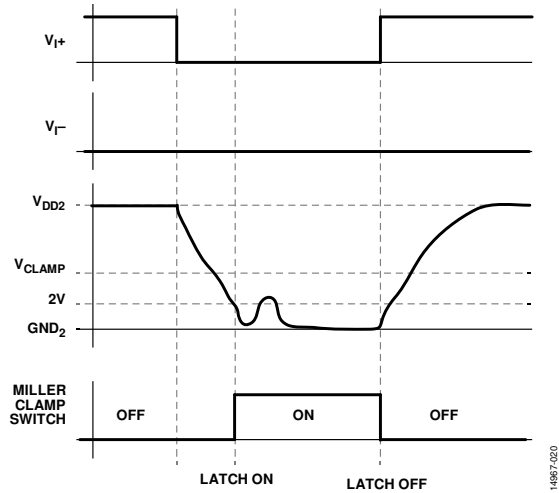 VI+
VI−
VDD2
VCLAMP
2V
GND2
MILLER
CLAMP
SWITCH
OFF
ON
OFF
LATCH ON
LATCH OFF
14967-020